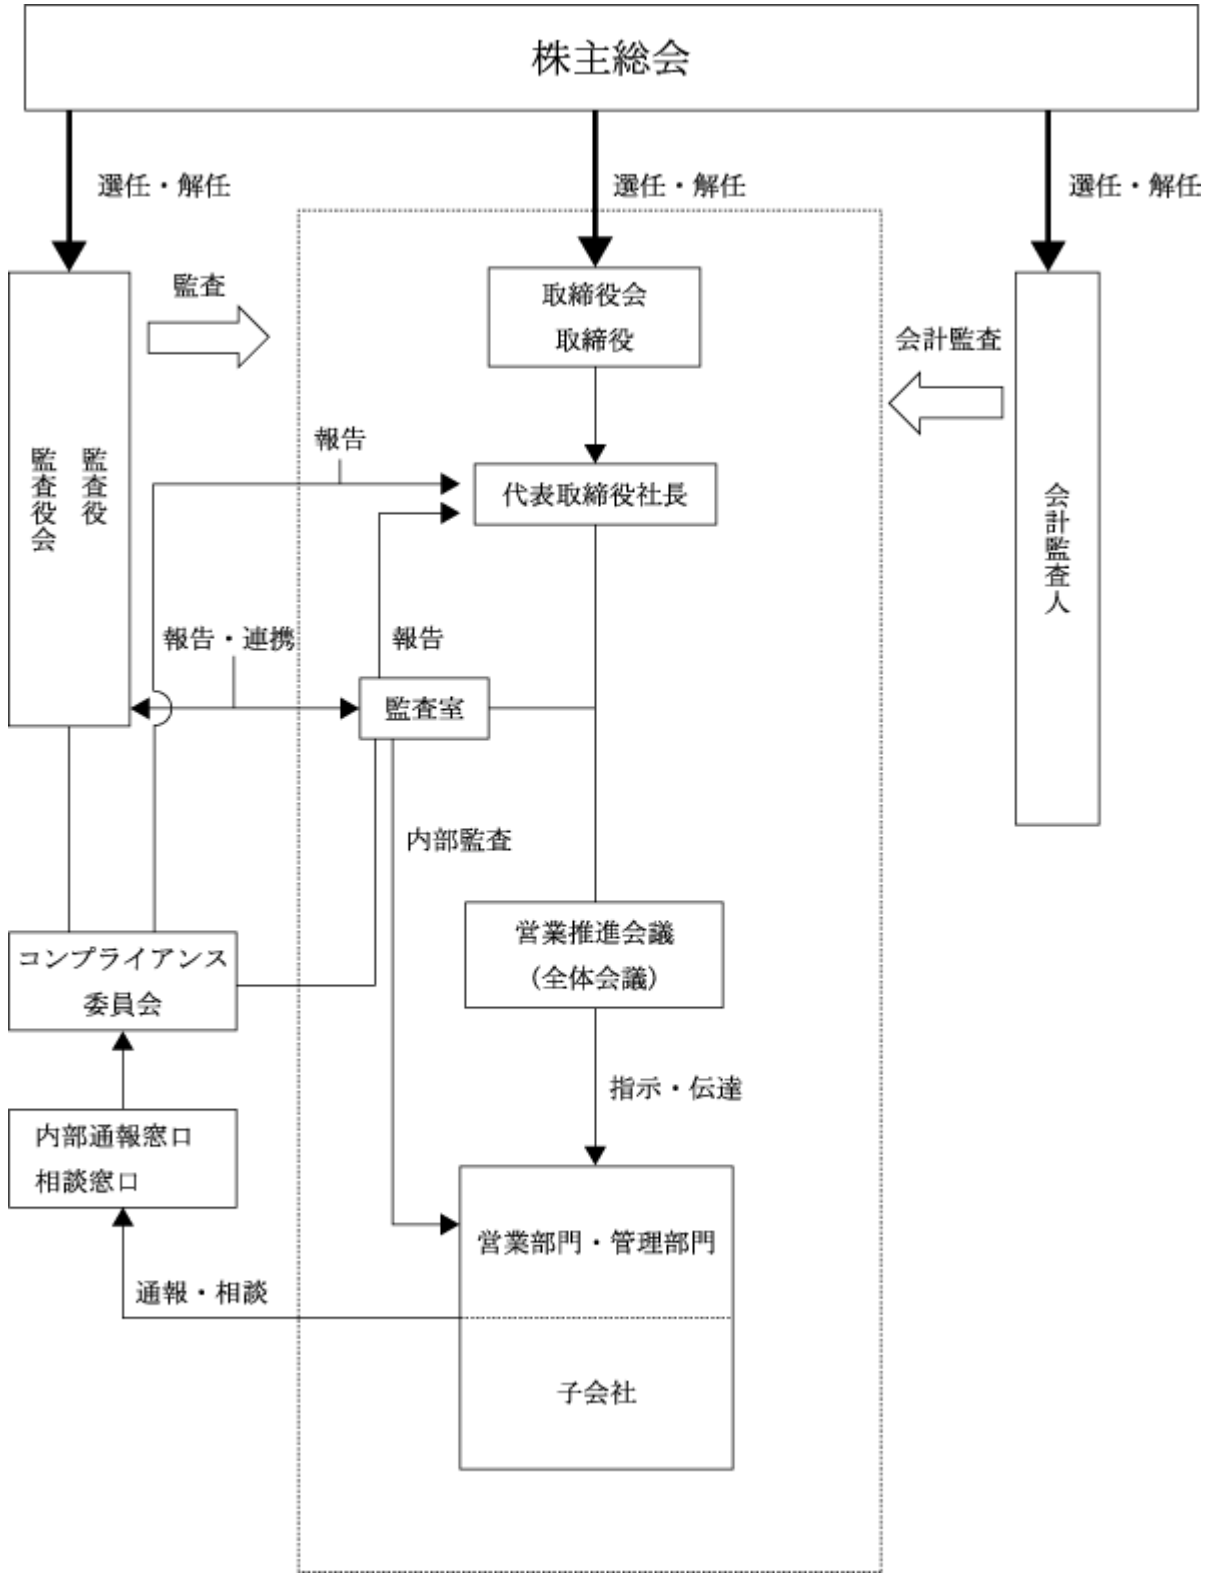 株主総会
選任・解任
選任・解任
選任・解任
監査
取締役会
取締役
会計監査
監査役
監査役会
報告
代表取締役社長
会計監査人
報告・連携
報告
監査室
内部監査
営業推進会議
(全体会議)
コンプライアンス
委員会
指示・伝達
内部通報窓口
相談窓口
営業部門・管理部門
通報・相談
子会社